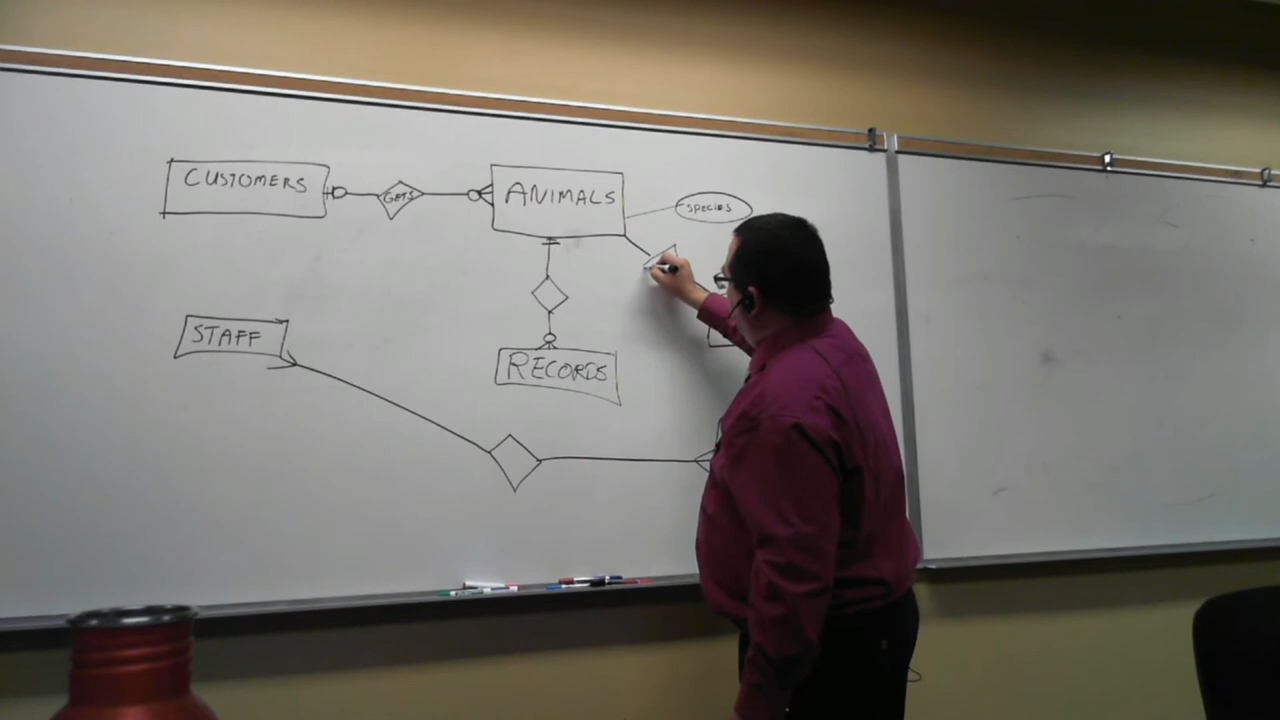 CUSTOMERS
GETS
ANIMALS
SPECIES
STAFF
RECORDS